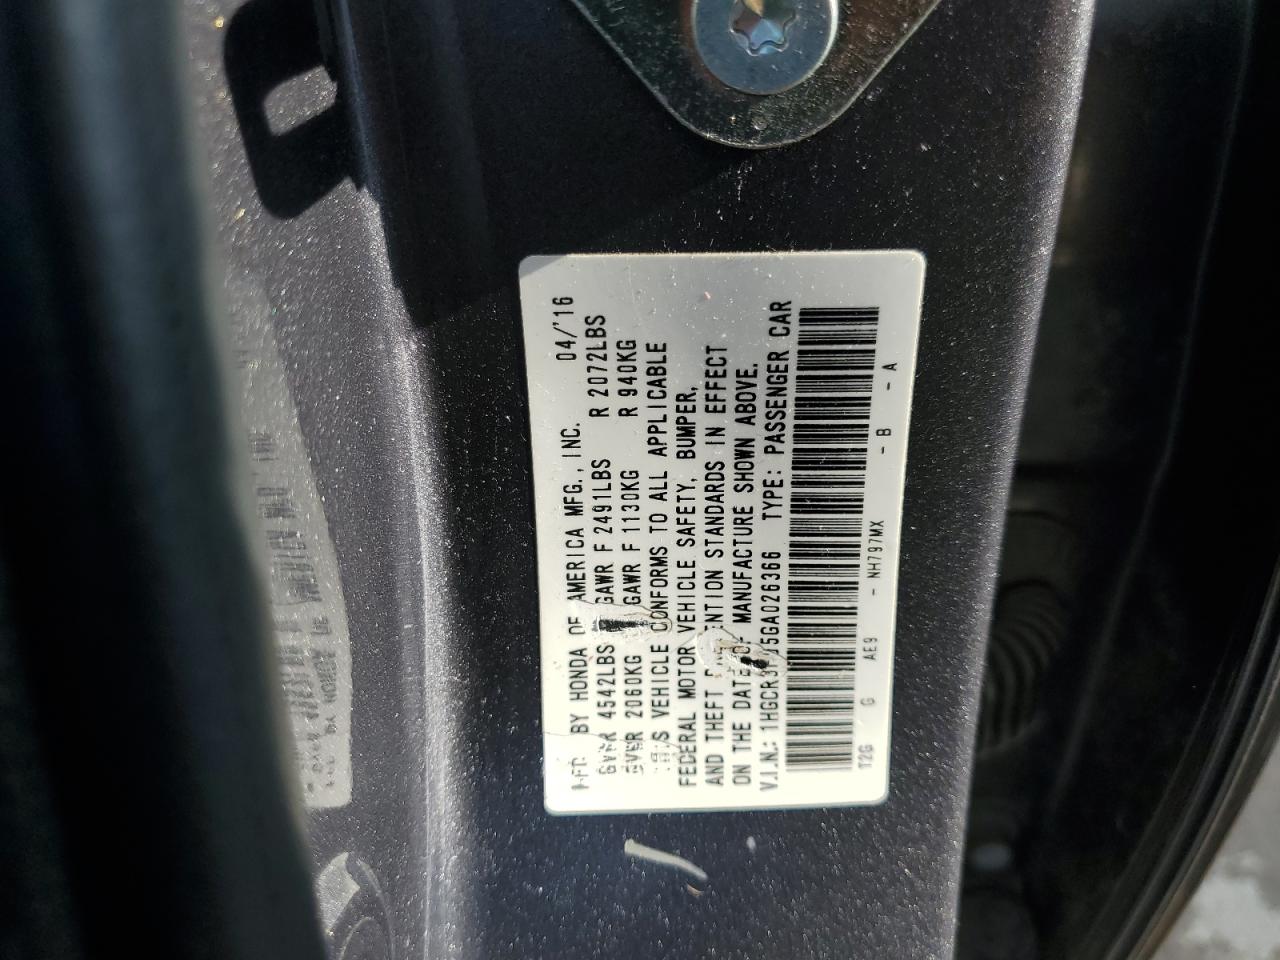 BY HONDA OF AMERICA MFG., INC. 04/'16
GVWR 4542LBS GAWR F 2491LBS R 2072LBS
GVWR 2060KG GAWR F 1130KG R 940KG
THIS VEHICLE CONFORMS TO ALL APPLICABLE
FEDERAL MOTOR VEHICLE SAFETY, BUMPER,
AND THEFT PREVENTION STANDARDS IN EFFECT
ON THE DATE OF MANUFACTURE SHOWN ABOVE.
V.I.N.: TYPE: PASSENGER CAR
T2G G AE9 - NH797MX - B - A